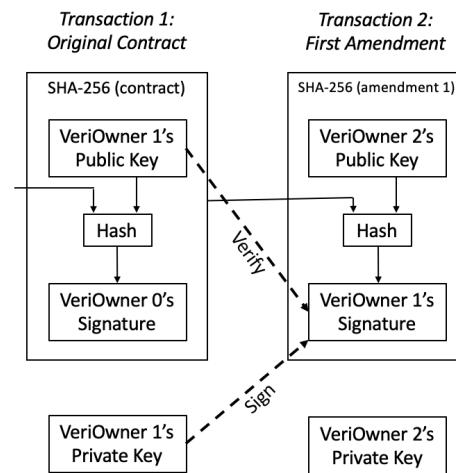 Transaction 1:
Original Contract
SHA-256 (contract)
VeriOwner 1's
Public Key
Hash
VeriOwner 0's
Signature
VeriOwner 1's
Private Key
Verify
Sign
Transaction 2:
First Amendment
SHA-256 (amendment 1)
VeriOwner 2's
Public Key
Hash
VeriOwner 1's
Signature
VeriOwner 2's
Private Key